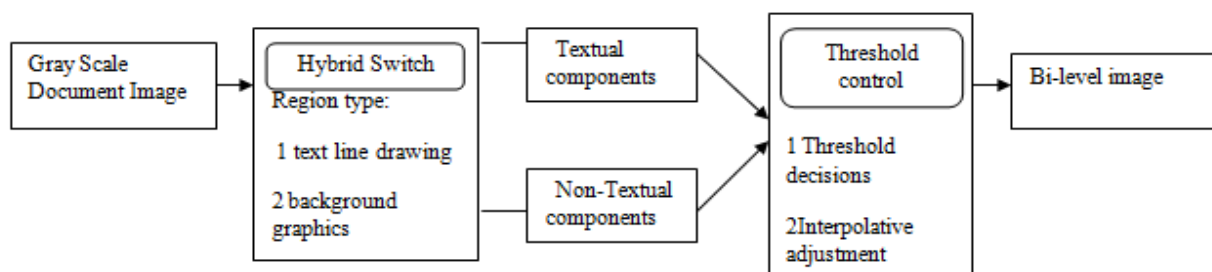 Gray Scale
Document Image
Hybrid Switch
Region type:
1 text line drawing
2 background
graphics
Textual
components
Non-Textual
components
Threshold
control
1 Threshold
decisions
2Interpolative
adjustment
Bi-level image